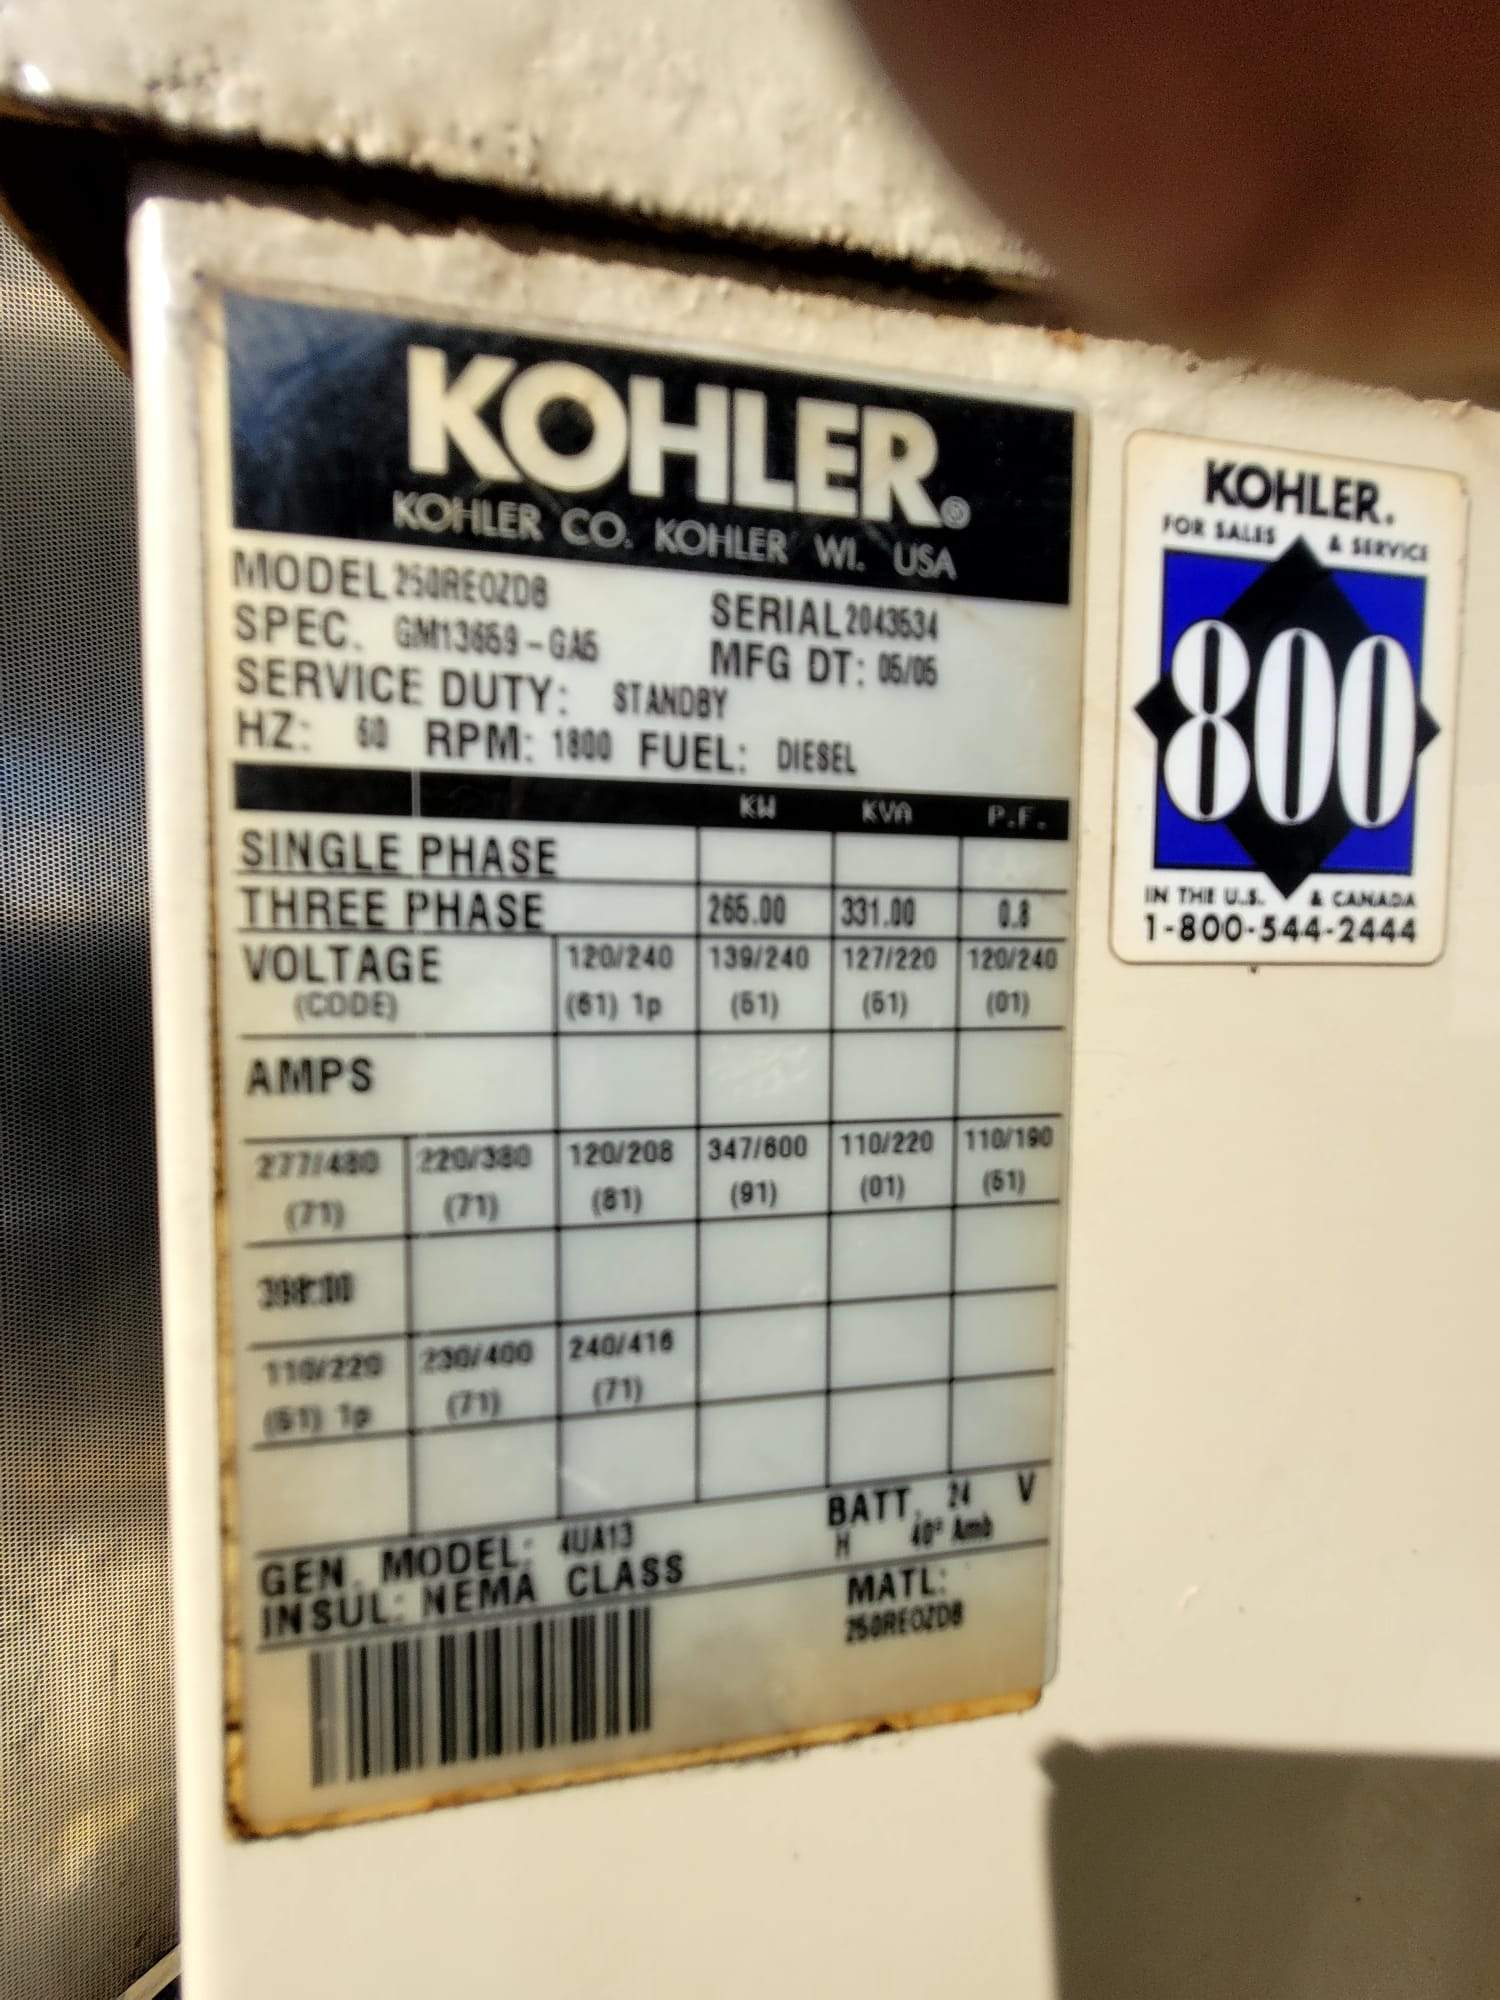 KOHLER®
KOHLER CO. KOHLER WI. USA
MODEL 250REOZDB
SERIAL 2043534
SPEC. GM13659-GA5
MFG DT: 05/05
SERVICE DUTY: STANDBY
HZ: 60 RPM: 1800 FUEL: DIESEL
KW KVA P.F.
SINGLE PHASE
THREE PHASE 265.00 331.00 0.8
VOLTAGE 120/240 139/240 127/220 120/240
(CODE) (61) 1p (51) (61) (01)
AMPS
277/480 220/380 120/208 347/600 110/220 110/190
(71) (71) (81) (91) (01) (61)
398.00
110/220 230/400 240/416
(61) 1p (71) (71)
GEN. MODEL: 4UA13 BATT. 24 V
INSUL: NEMA CLASS H 40° Amb
MATL:
250REOZDB
KOHLER.
FOR SALES & SERVICE
800
IN THE U.S. & CANADA
1-800-544-2444